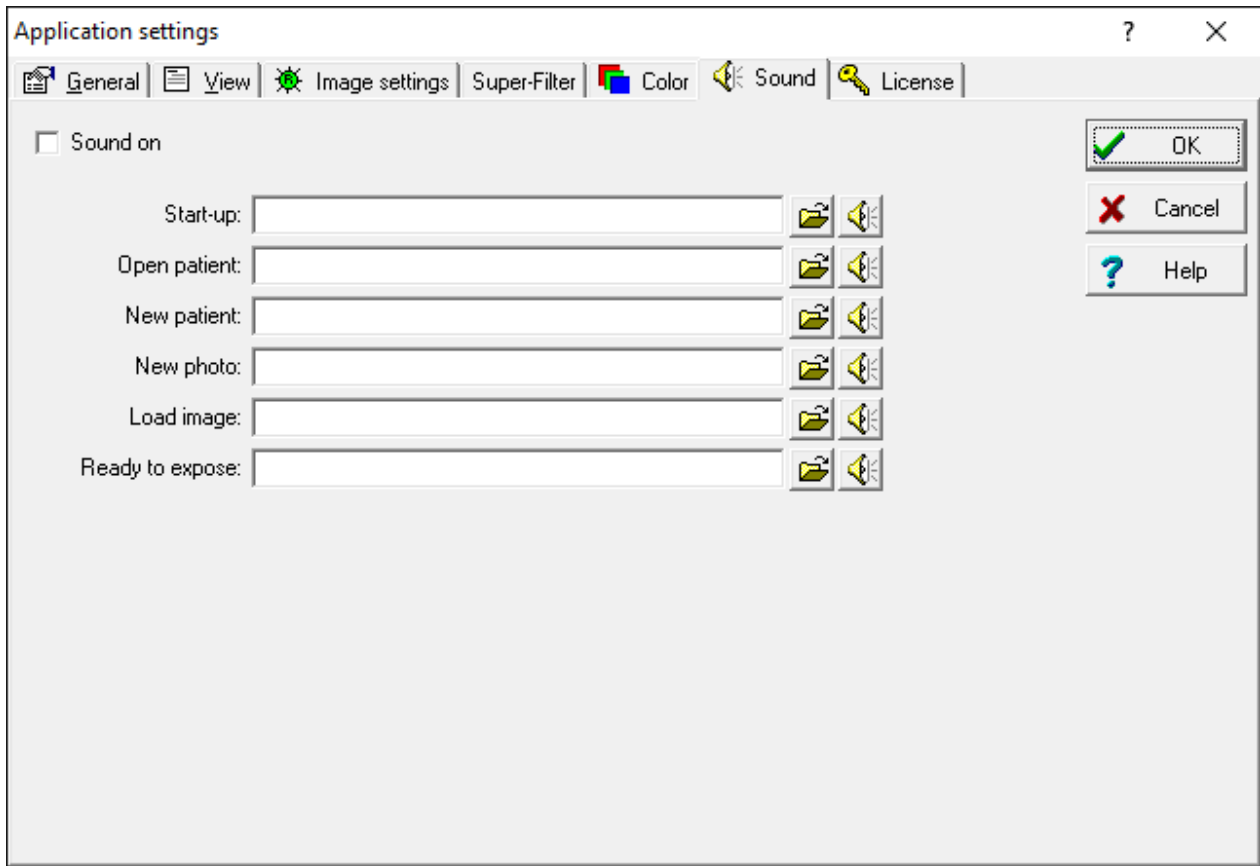 Application settings
General View Image settings Super-Filter Color Sound License
Sound on
OK
Start-up:
Cancel
Open patient:
Help
New patient:
New photo:
Load image:
Ready to expose: